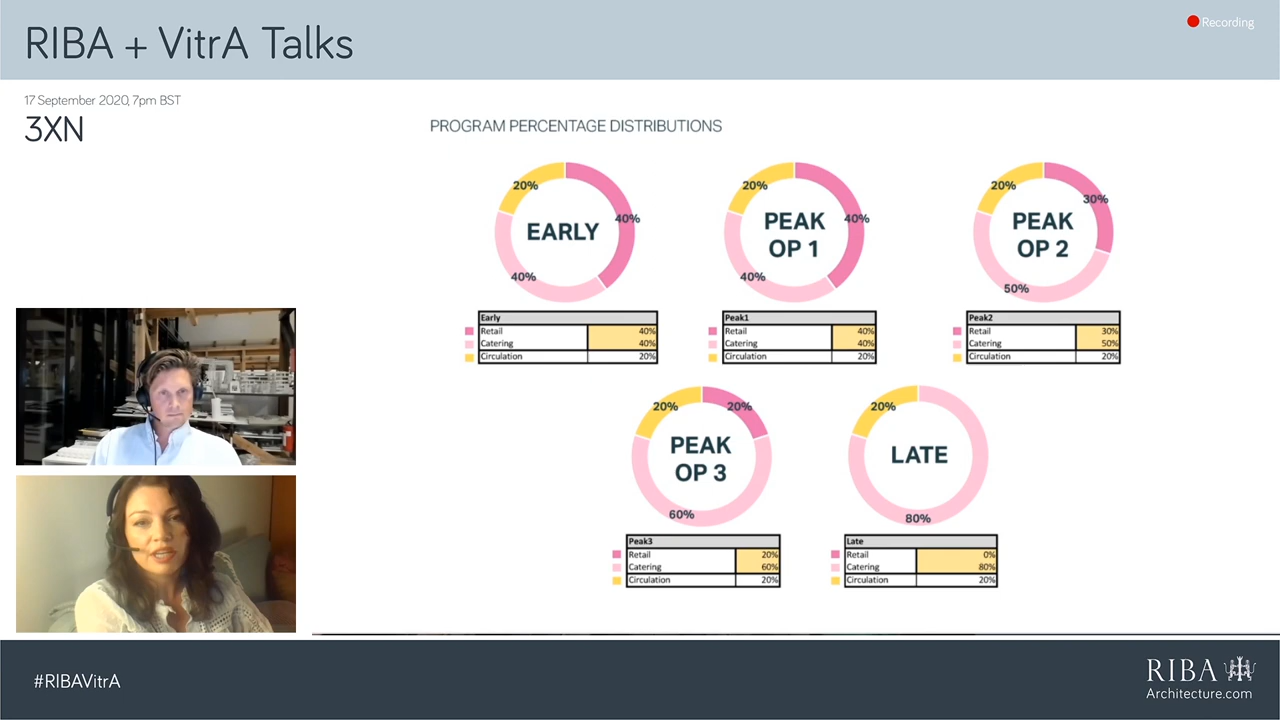 RIBA + VitrA Talks
Recording
17 September 2020, 7pm BST
3XN
PROGRAM PERCENTAGE DISTRIBUTIONS
20%
40%
EARLY
40%
20%
40%
PEAK
OP 1
40%
20%
30%
PEAK
OP 2
50%
Early
Retail 40%
Catering 40%
Circulation 20%
Peak1
Retail 40%
Catering 40%
Circulation 20%
Peak2
Retail 30%
Catering 50%
Circulation 20%
20%
20%
PEAK
OP 3
60%
20%
LATE
80%
Peak3
Retail 20%
Catering 60%
Circulation 20%
Late
Retail 0%
Catering 80%
Circulation 20%
#RIBAVitrA
RIBA
Architecture.com